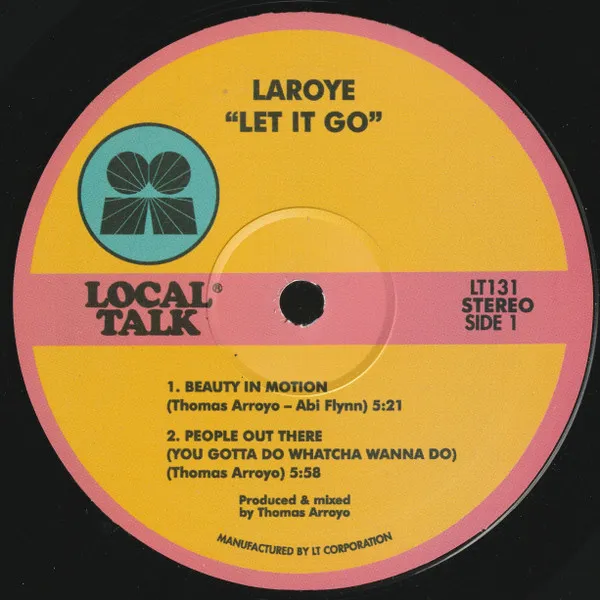 LAROYE
“LET IT GO”
LOCAL®
TALK
LT131
STEREO
SIDE 1
1. BEAUTY IN MOTION
(Thomas Arroyo – Abi Flynn) 5:21
2. PEOPLE OUT THERE
(YOU GOTTA DO WHATCHA WANNA DO)
(Thomas Arroyo) 5:58
Produced & mixed
by Thomas Arroyo
MANUFACTURED BY LT CORPORATION